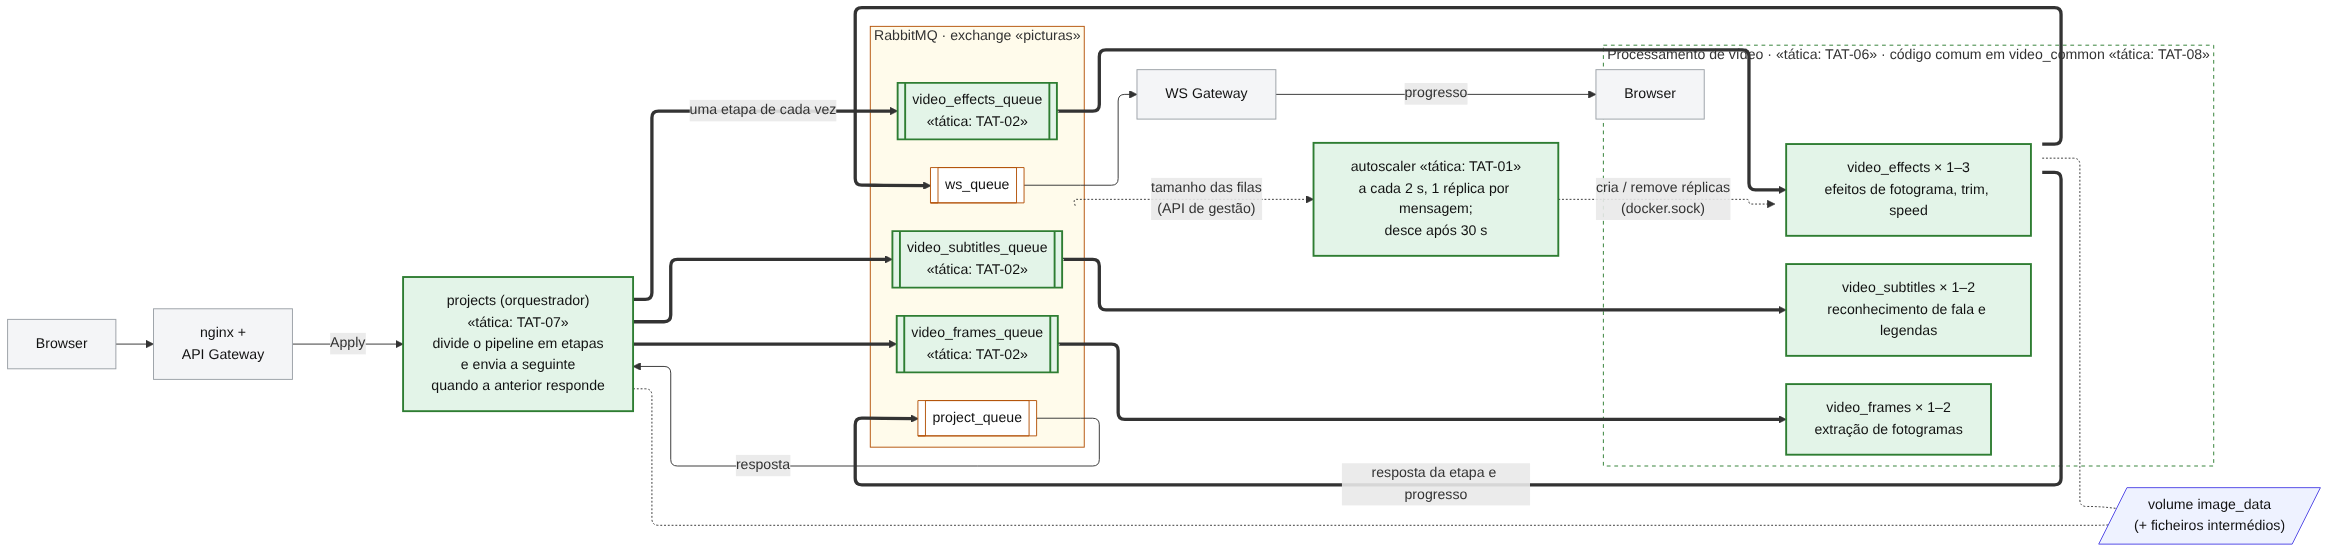 RabbitMQ · exchange «picturas»
Processamento de vídeo · «tática: TAT-06» · código comum em video_common «tática: TAT-08»
Browser
nginx +
API Gateway
Apply
projects (orquestrador)
«tática: TAT-07»
divide o pipeline em etapas
e envia a seguinte
quando a anterior responde
uma etapa de cada vez
video_effects_queue
«tática: TAT-02»
ws_queue
video_subtitles_queue
«tática: TAT-02»
video_frames_queue
«tática: TAT-02»
project_queue
resposta
WS Gateway
progresso
Browser
tamanho das filas
(API de gestão)
autoscaler «tática: TAT-01»
a cada 2 s, 1 réplica por
mensagem;
desce após 30 s
cria / remove réplicas
(docker.sock)
video_effects × 1–3
efeitos de fotograma, trim,
speed
video_subtitles × 1–2
reconhecimento de fala e
legendas
video_frames × 1–2
extração de fotogramas
resposta da etapa e
progresso
volume image_data
(+ ficheiros intermédios)